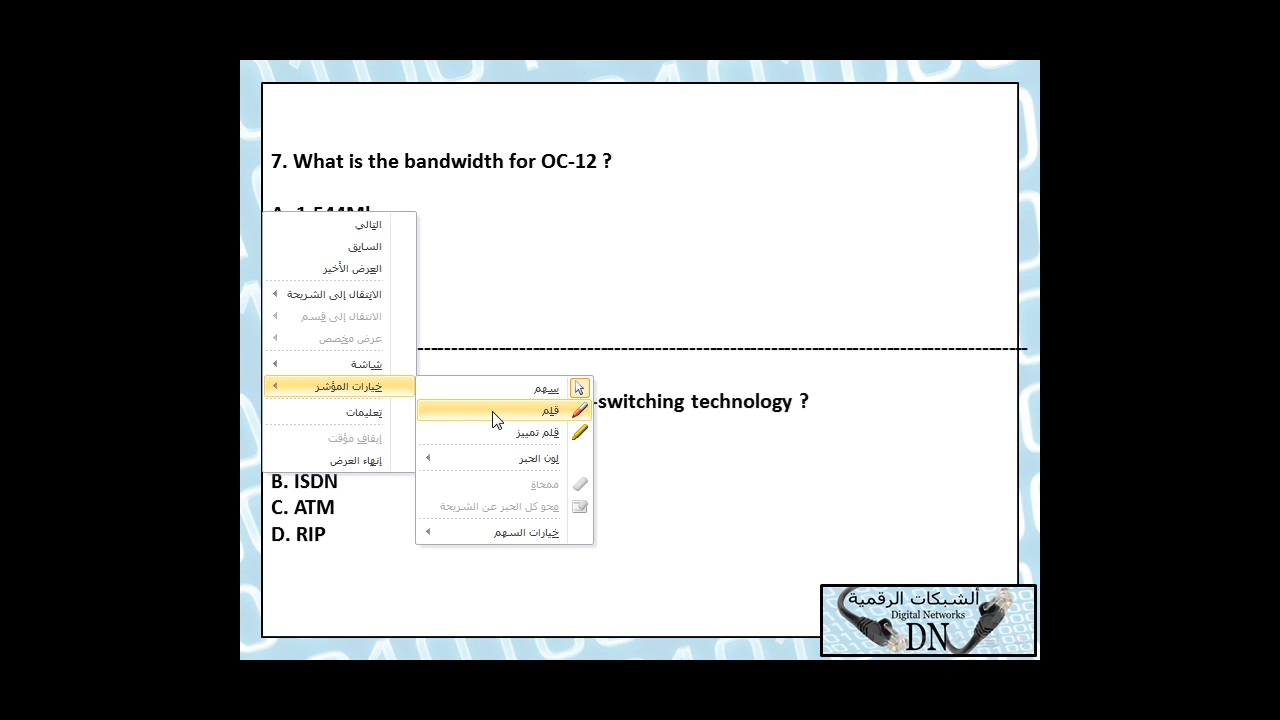 7. What is the bandwidth for OC-12 ?
A. 1.544Mb
التالي
السابق
العرض الأخير
الانتقال إلى الشريحة
الانتقال إلى قسم
عرض مخصص
شاشة
خيارات المؤشر
تعليمات
إيقاف مؤقت
إنهاء العرض
سهم
قلم
قلم تمييز
لون الحبر
ممحاة
محو كل الحبر عن الشريحة
خيارات السهم
-switching technology ?
B. ISDN
C. ATM
D. RIP
ألشبكات الرقمية
Digital Networks
DN